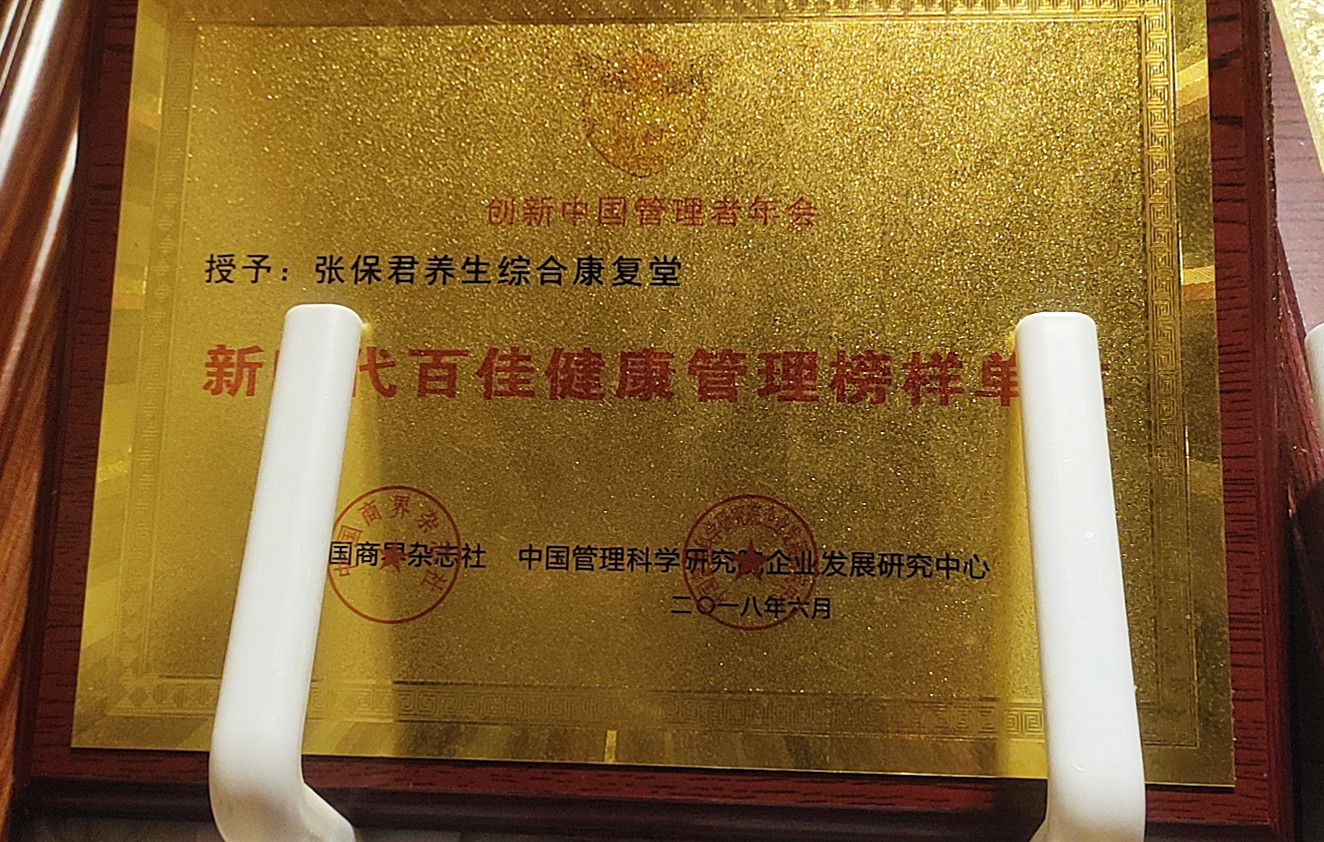 创新中国管理者年会
授予：张保君养生综合康复堂
新 代百佳健康管理榜样单
国商界杂志社 中国管理科学研究院企业发展研究中心
二〇一八年六月